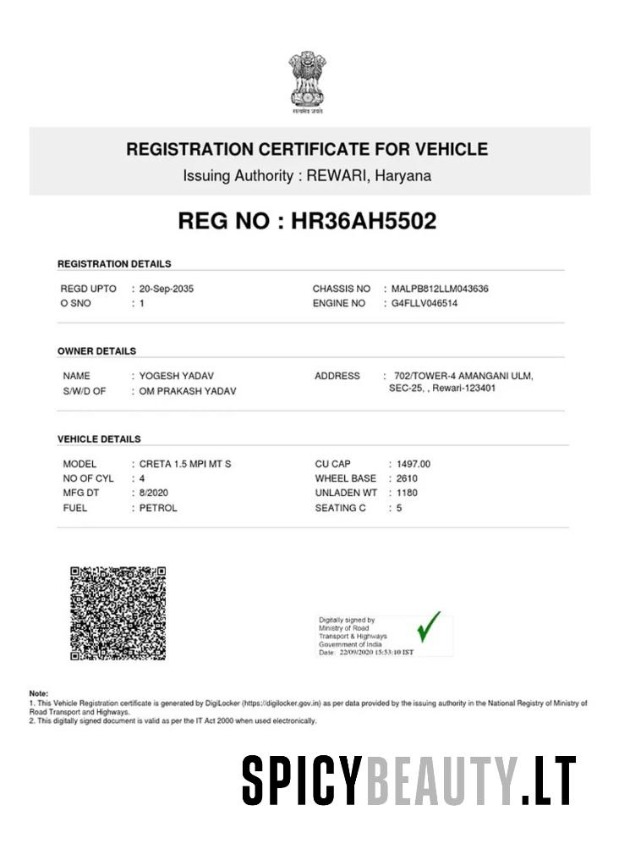 सत्यमेव जयते
REGISTRATION CERTIFICATE FOR VEHICLE
Issuing Authority : REWARI, Haryana
REG NO : HR36AH5502
REGISTRATION DETAILS
REGD UPTO : 20-Sep-2035 CHASSIS NO : MALPB812LLM043636
O SNO : 1 ENGINE NO : G4FLLV046514
OWNER DETAILS
NAME : YOGESH YADAV ADDRESS : 702/TOWER-4 AMANGANI ULM,
S/W/D OF : OM PRAKASH YADAV SEC-25, , Rewari-123401
VEHICLE DETAILS
MODEL : CRETA 1.5 MPI MT S CU CAP : 1497.00
NO OF CYL : 4 WHEEL BASE : 2610
MFG DT : 8/2020 UNLADEN WT : 1180
FUEL : PETROL SEATING C : 5
Digitally signed by
Ministry of Road
Transport & Highways
Government of India
Date: 22/09/2020 15:53:10 IST
Note:
1. This Vehicle Registration certificate is generated by DigiLocker (https://digilocker.gov.in) as per data provided by the issuing authority in the National Registry of Ministry of
Road Transport and Highways.
2. This digitally signed document is valid as per the IT Act 2000 when used electronically.
SPICYBEAUTY.LT